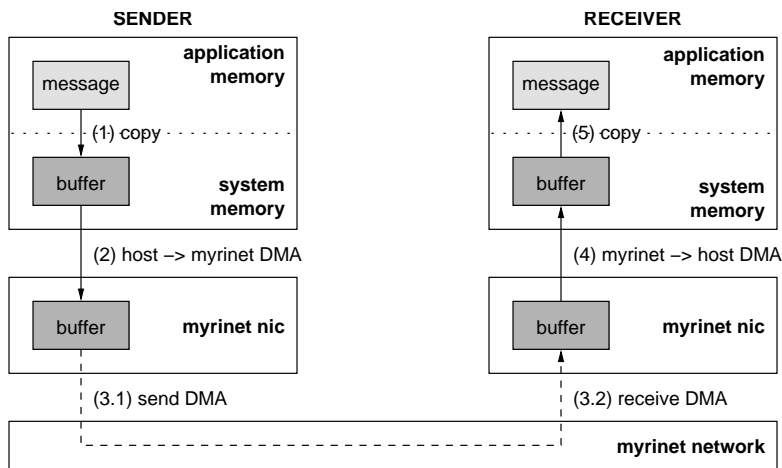 SENDER
RECEIVER
application
memory
message
(1) copy
buffer
system
memory
(2) host −> myrinet DMA
buffer
myrinet nic
(3.1) send DMA
application
memory
message
(5) copy
buffer
system
memory
(4) myrinet −> host DMA
buffer
myrinet nic
(3.2) receive DMA
myrinet network